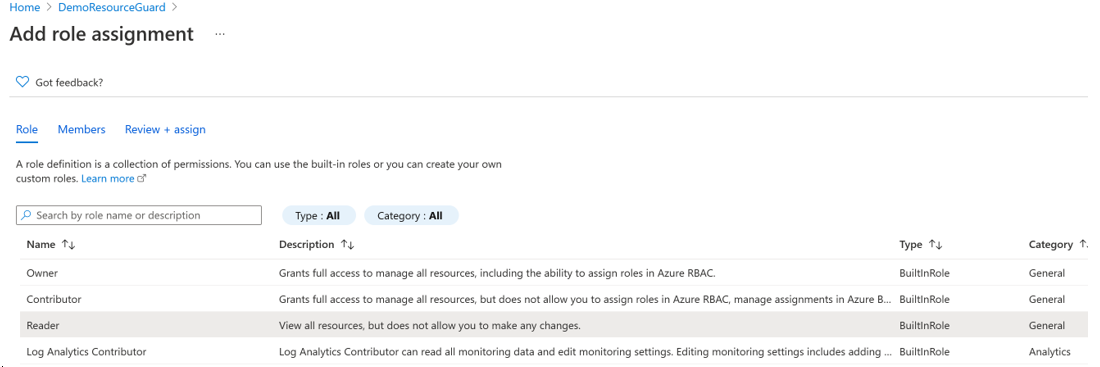 Home > DemoResourceGuard >
Add role assignment ...
Got feedback?
Role Members Review + assign
A role definition is a collection of permissions. You can use the built-in roles or you can create your own
custom roles. Learn more
Search by role name or description Type : All Category : All
Name ↑↓ Description ↑↓ Type ↑↓ Category ↑
Owner Grants full access to manage all resources, including the ability to assign roles in Azure RBAC. BuiltInRole General
Contributor Grants full access to manage all resources, but does not allow you to assign roles in Azure RBAC, manage assignments in Azure B... BuiltInRole General
Reader View all resources, but does not allow you to make any changes. BuiltInRole General
Log Analytics Contributor Log Analytics Contributor can read all monitoring data and edit monitoring settings. Editing monitoring settings includes adding ... BuiltInRole Analytics